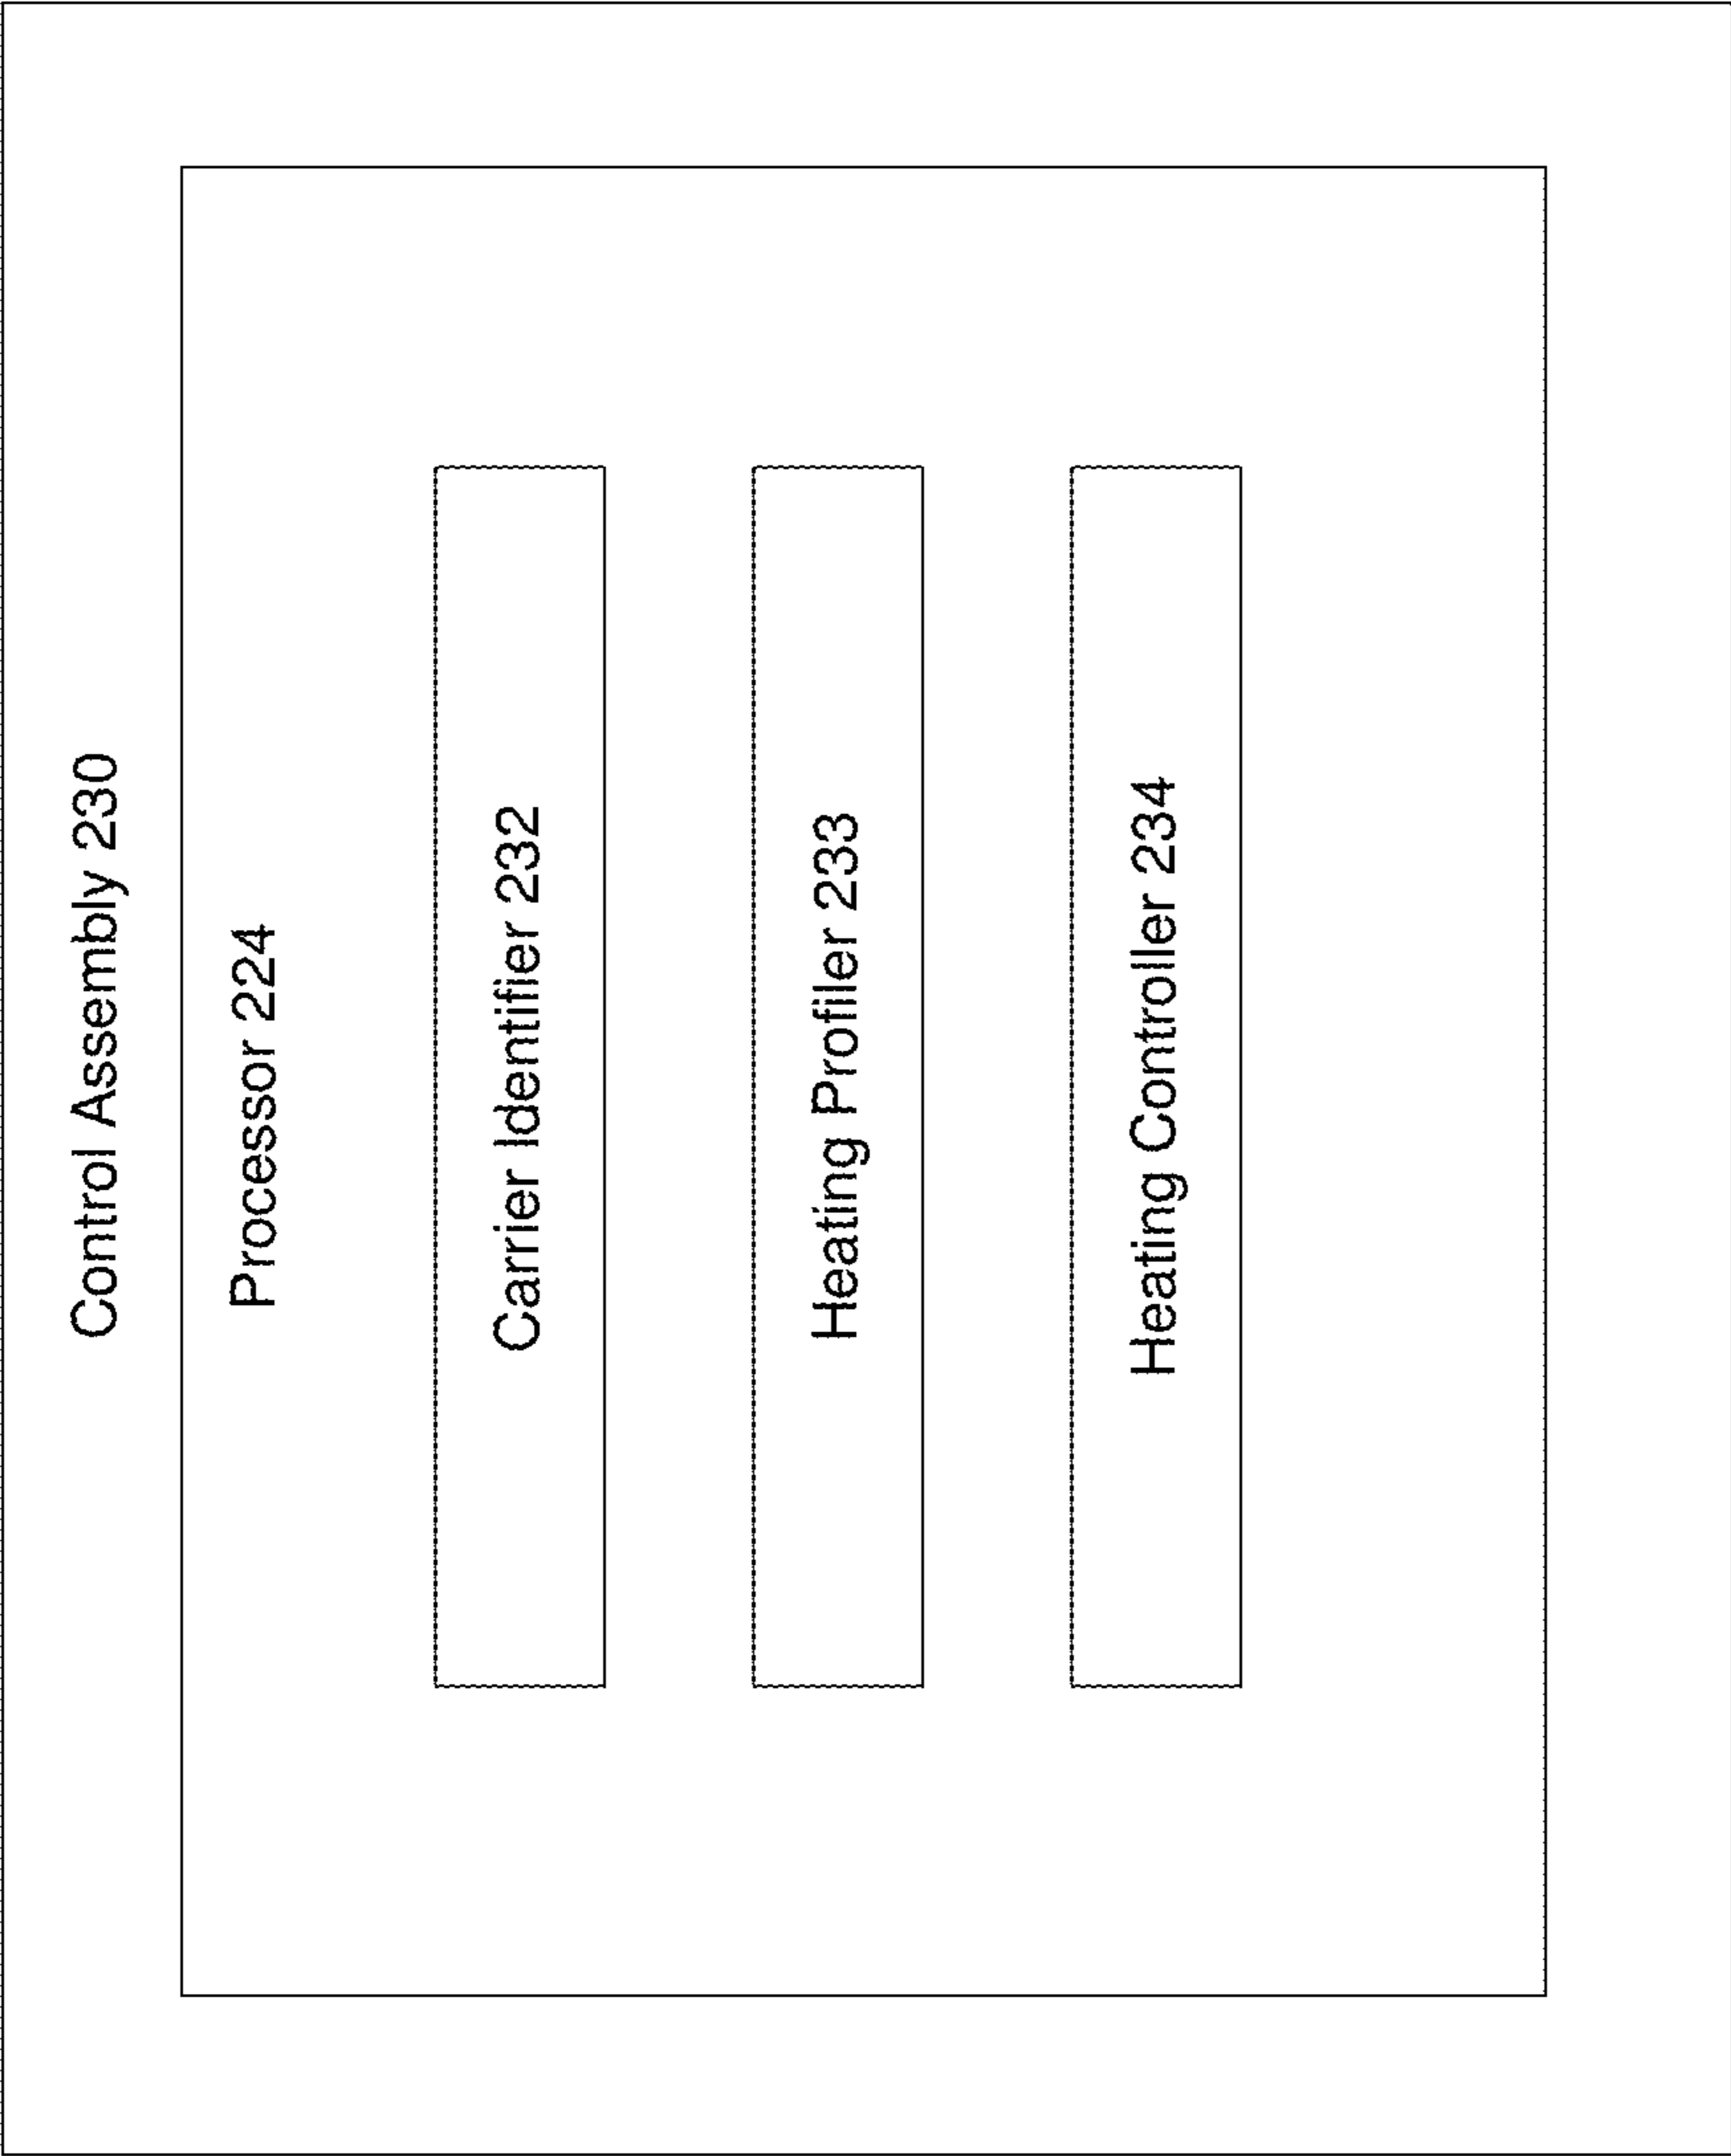 Control Assembly 230
Processor 224
Carrier Identifier 232
Heating Profiler 233
Heating Controller 234